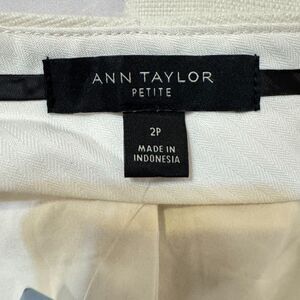 ANN TAYLOR
PETITE
2P
MADE IN
INDONESIA